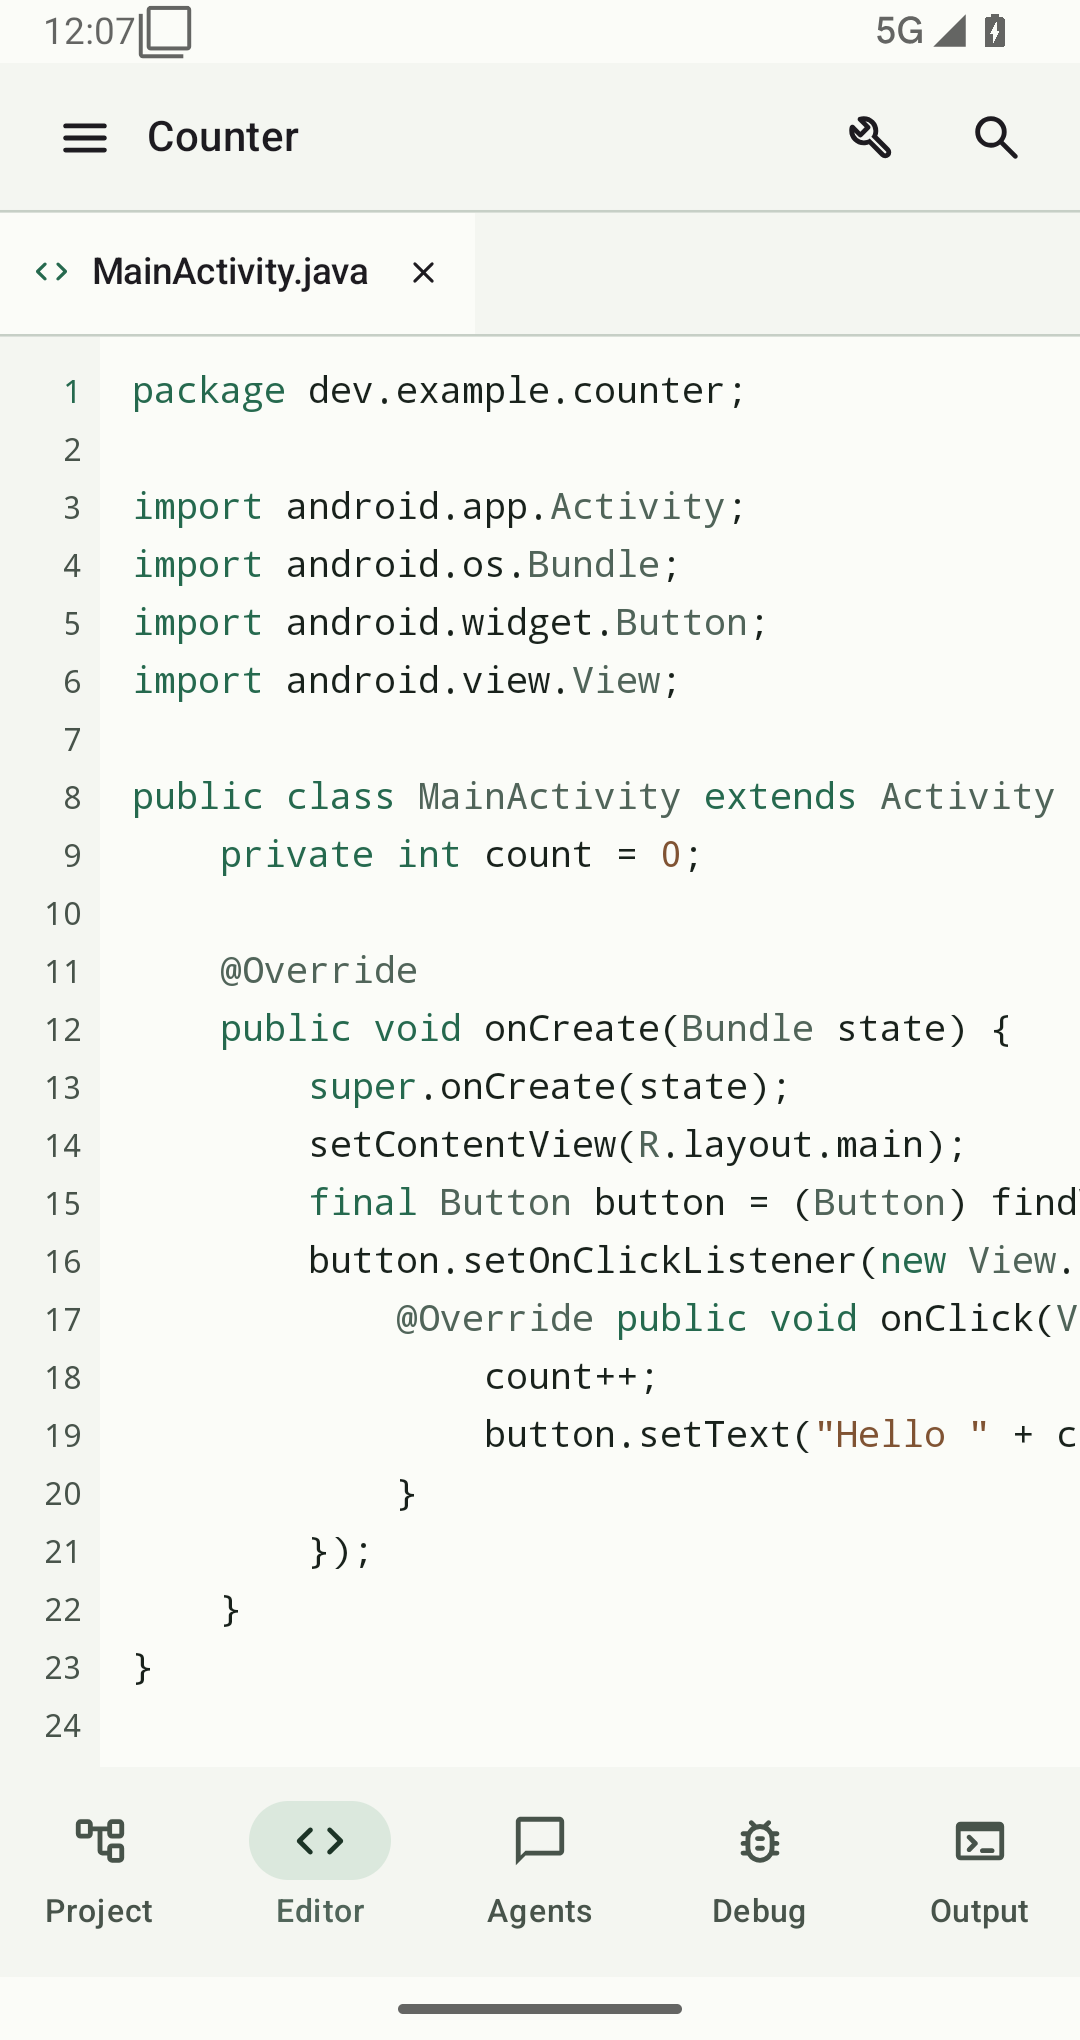 12:07 5G
Counter
MainActivity.java
1 package dev.example.counter;
2
3 import android.app.Activity;
4 import android.os.Bundle;
5 import android.widget.Button;
6 import android.view.View;
7
8 public class MainActivity extends Activity
9     private int count = 0;
10
11     @Override
12     public void onCreate(Bundle state) {
13         super.onCreate(state);
14         setContentView(R.layout.main);
15         final Button button = (Button) find
16         button.setOnClickListener(new View.
17             @Override public void onClick(V
18                 count++;
19                 button.setText("Hello " + c
20             }
21         });
22     }
23 }
24
Project Editor Agents Debug Output